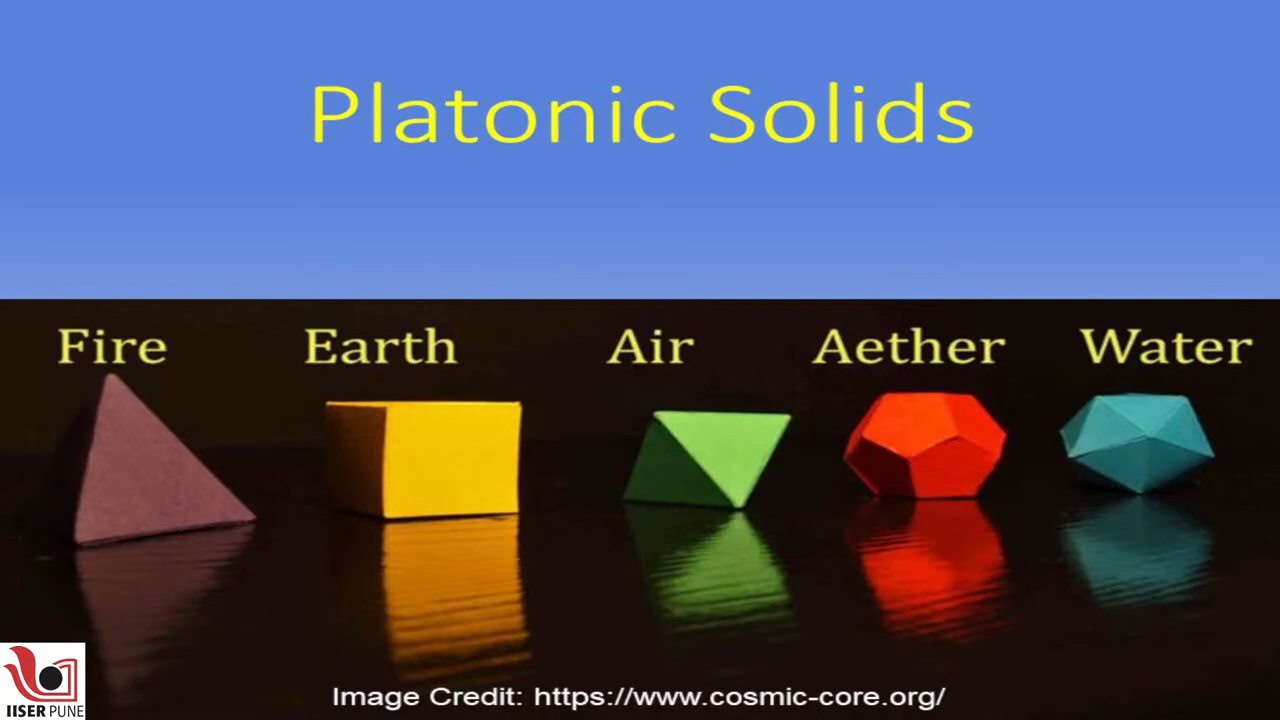 Platonic Solids
Fire Earth Air Aether Water
IISER PUNE
Image Credit: https://www.cosmic-core.org/